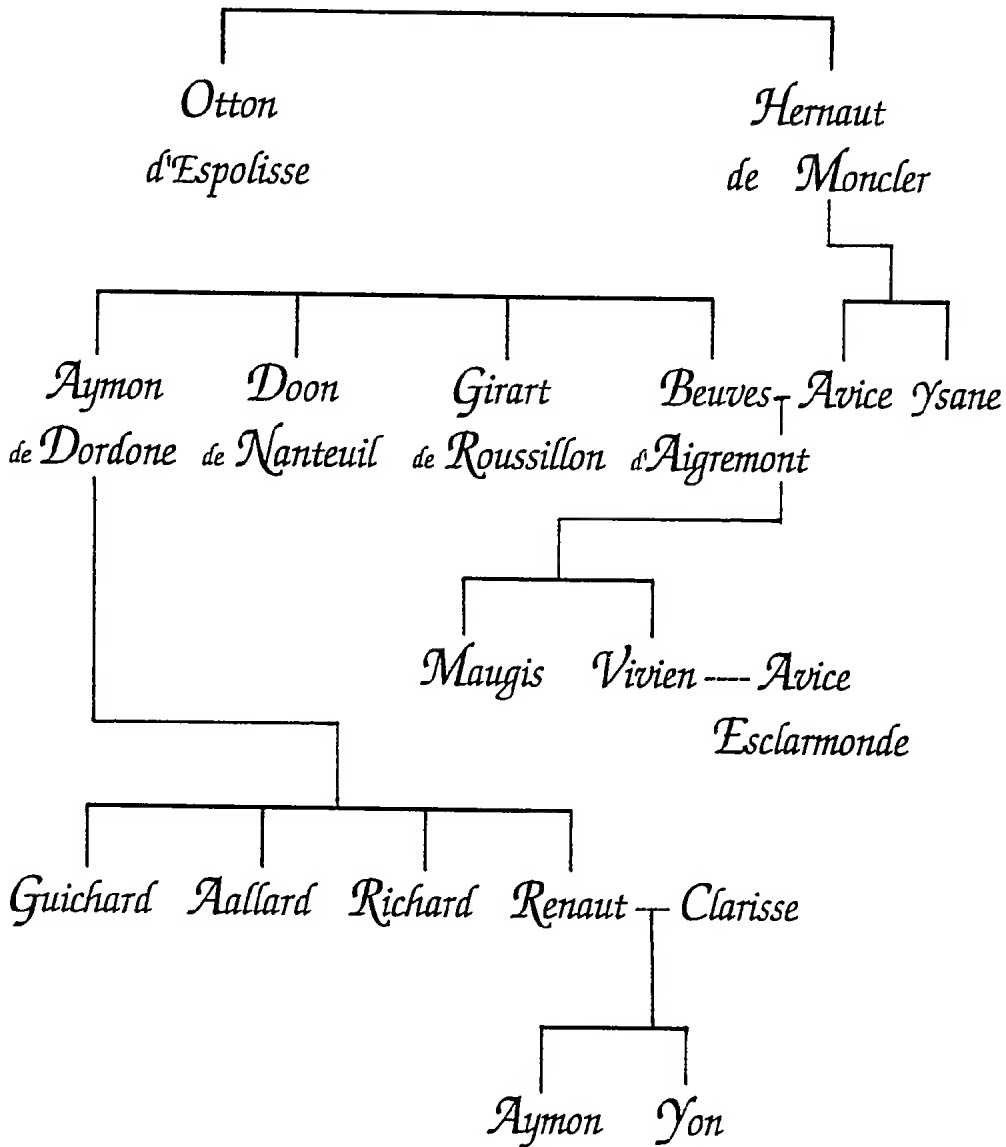 Otton Hernaut
d'Espolisse de Moncler
Aymon Doon Girart Beuves Avice Ysane
de Dordone de Nanteuil de Roussillon d'Aigremont
Maugis Vivien ---- Avice
Esclarmonde
Guichard Aallard Richard Renaut Clarisse
Aymon Yon